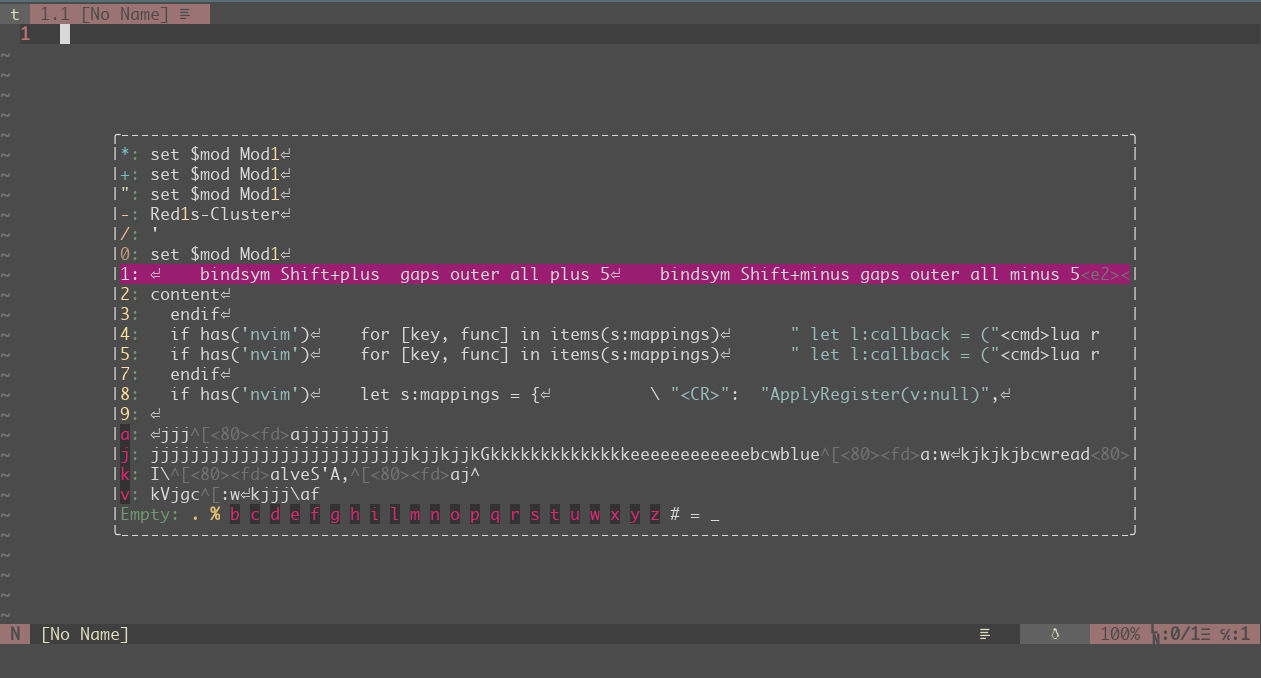 t 1.1 [No Name] ≡
1
~
~
~
~
~ *: set $mod Mod1⏎
~ +: set $mod Mod1⏎
~ ": set $mod Mod1⏎
~ -: Red1s-Cluster⏎
~ /: '
~ 0: set $mod Mod1⏎
~ 1: ⏎    bindsym Shift+plus  gaps outer all plus 5⏎    bindsym Shift+minus gaps outer all minus 5<e2><
~ 2: content⏎
~ 3:   endif⏎
~ 4:   if has('nvim')⏎    for [key, func] in items(s:mappings)⏎      " let l:callback = ("<cmd>lua r
~ 5:   if has('nvim')⏎    for [key, func] in items(s:mappings)⏎      " let l:callback = ("<cmd>lua r
~ 7:   endif⏎
~ 8:   if has('nvim')⏎    let s:mappings = {⏎          \ "<CR>":  "ApplyRegister(v:null)",⏎
~ 9: ⏎
~ a: ⏎jjj^[<80><fd>ajjjjjjjjj
~ j: jjjjjjjjjjjjjjjjjjjjjjjjjjkjjkjjkGkkkkkkkkkkkkkkeeeeeeeeeeeebcwblue^[<80><fd>a:w⏎kjkjkjbcwread<80>
~ k: I\^[<80><fd>alveS'A,^[<80><fd>aj^
~ v: kVjgc^[:w⏎kjjj\af
~ Empty: . % b c d e f g h i l m n o p q r s t u w x y z # = _
~
~
~
~
~
N [No Name] ≡ 100% :0/1☰ ℅:1